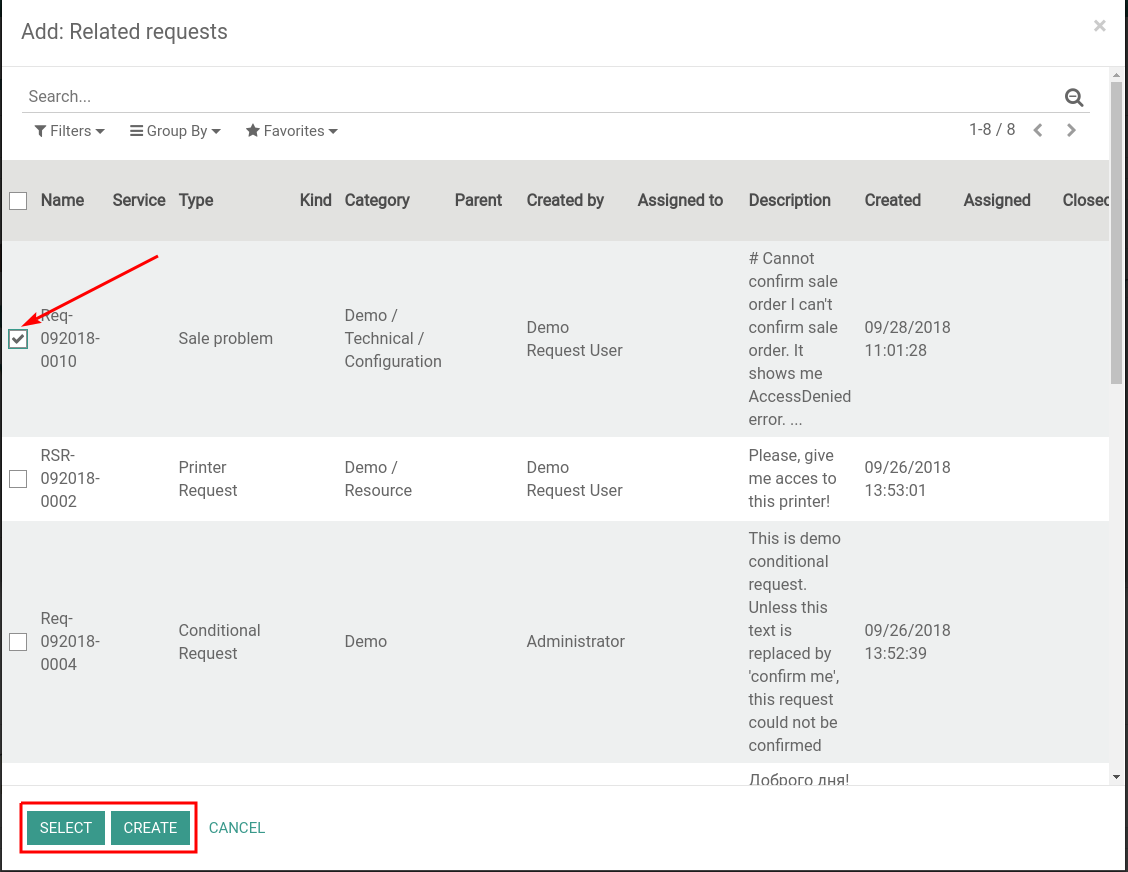 Add: Related requests
×
Search...
Filters Group By Favorites 1-8 / 8
Name Service Type Kind Category Parent Created by Assigned to Description Created Assigned Closed
Req-
092018-
0010
Sale problem
Demo /
Technical /
Configuration
Demo
Request User
# Cannot
confirm sale
order I can't
confirm sale
order. It
shows me
AccessDenied
error. ...
09/28/2018
11:01:28
RSR-
092018-
0002
Printer
Request
Demo /
Resource
Demo
Request User
Please, give
me acces to
this printer!
09/26/2018
13:53:01
Req-
092018-
0004
Conditional
Request
Demo
Administrator
This is demo
conditional
request.
Unless this
text is
replaced by
'confirm me',
this request
could not be
confirmed
09/26/2018
13:52:39
Доброго дня!
SELECT CREATE CANCEL